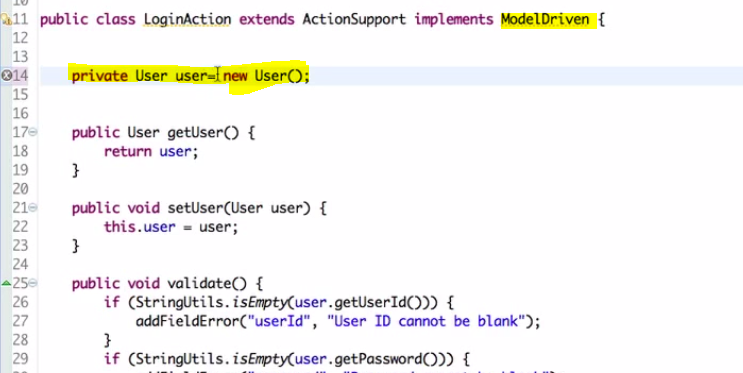 11 public class LoginAction extends ActionSupport implements ModelDriven {
12
13
14 private User user= new User();
15
16
17 public User getUser() {
18 return user;
19 }
20
21 public void setUser(User user) {
22 this.user = user;
23 }
24
25 public void validate() {
26 if (StringUtils.isEmpty(user.getUserId())) {
27 addFieldError("userId", "User ID cannot be blank");
28 }
29 if (StringUtils.isEmpty(user.getPassword())) {